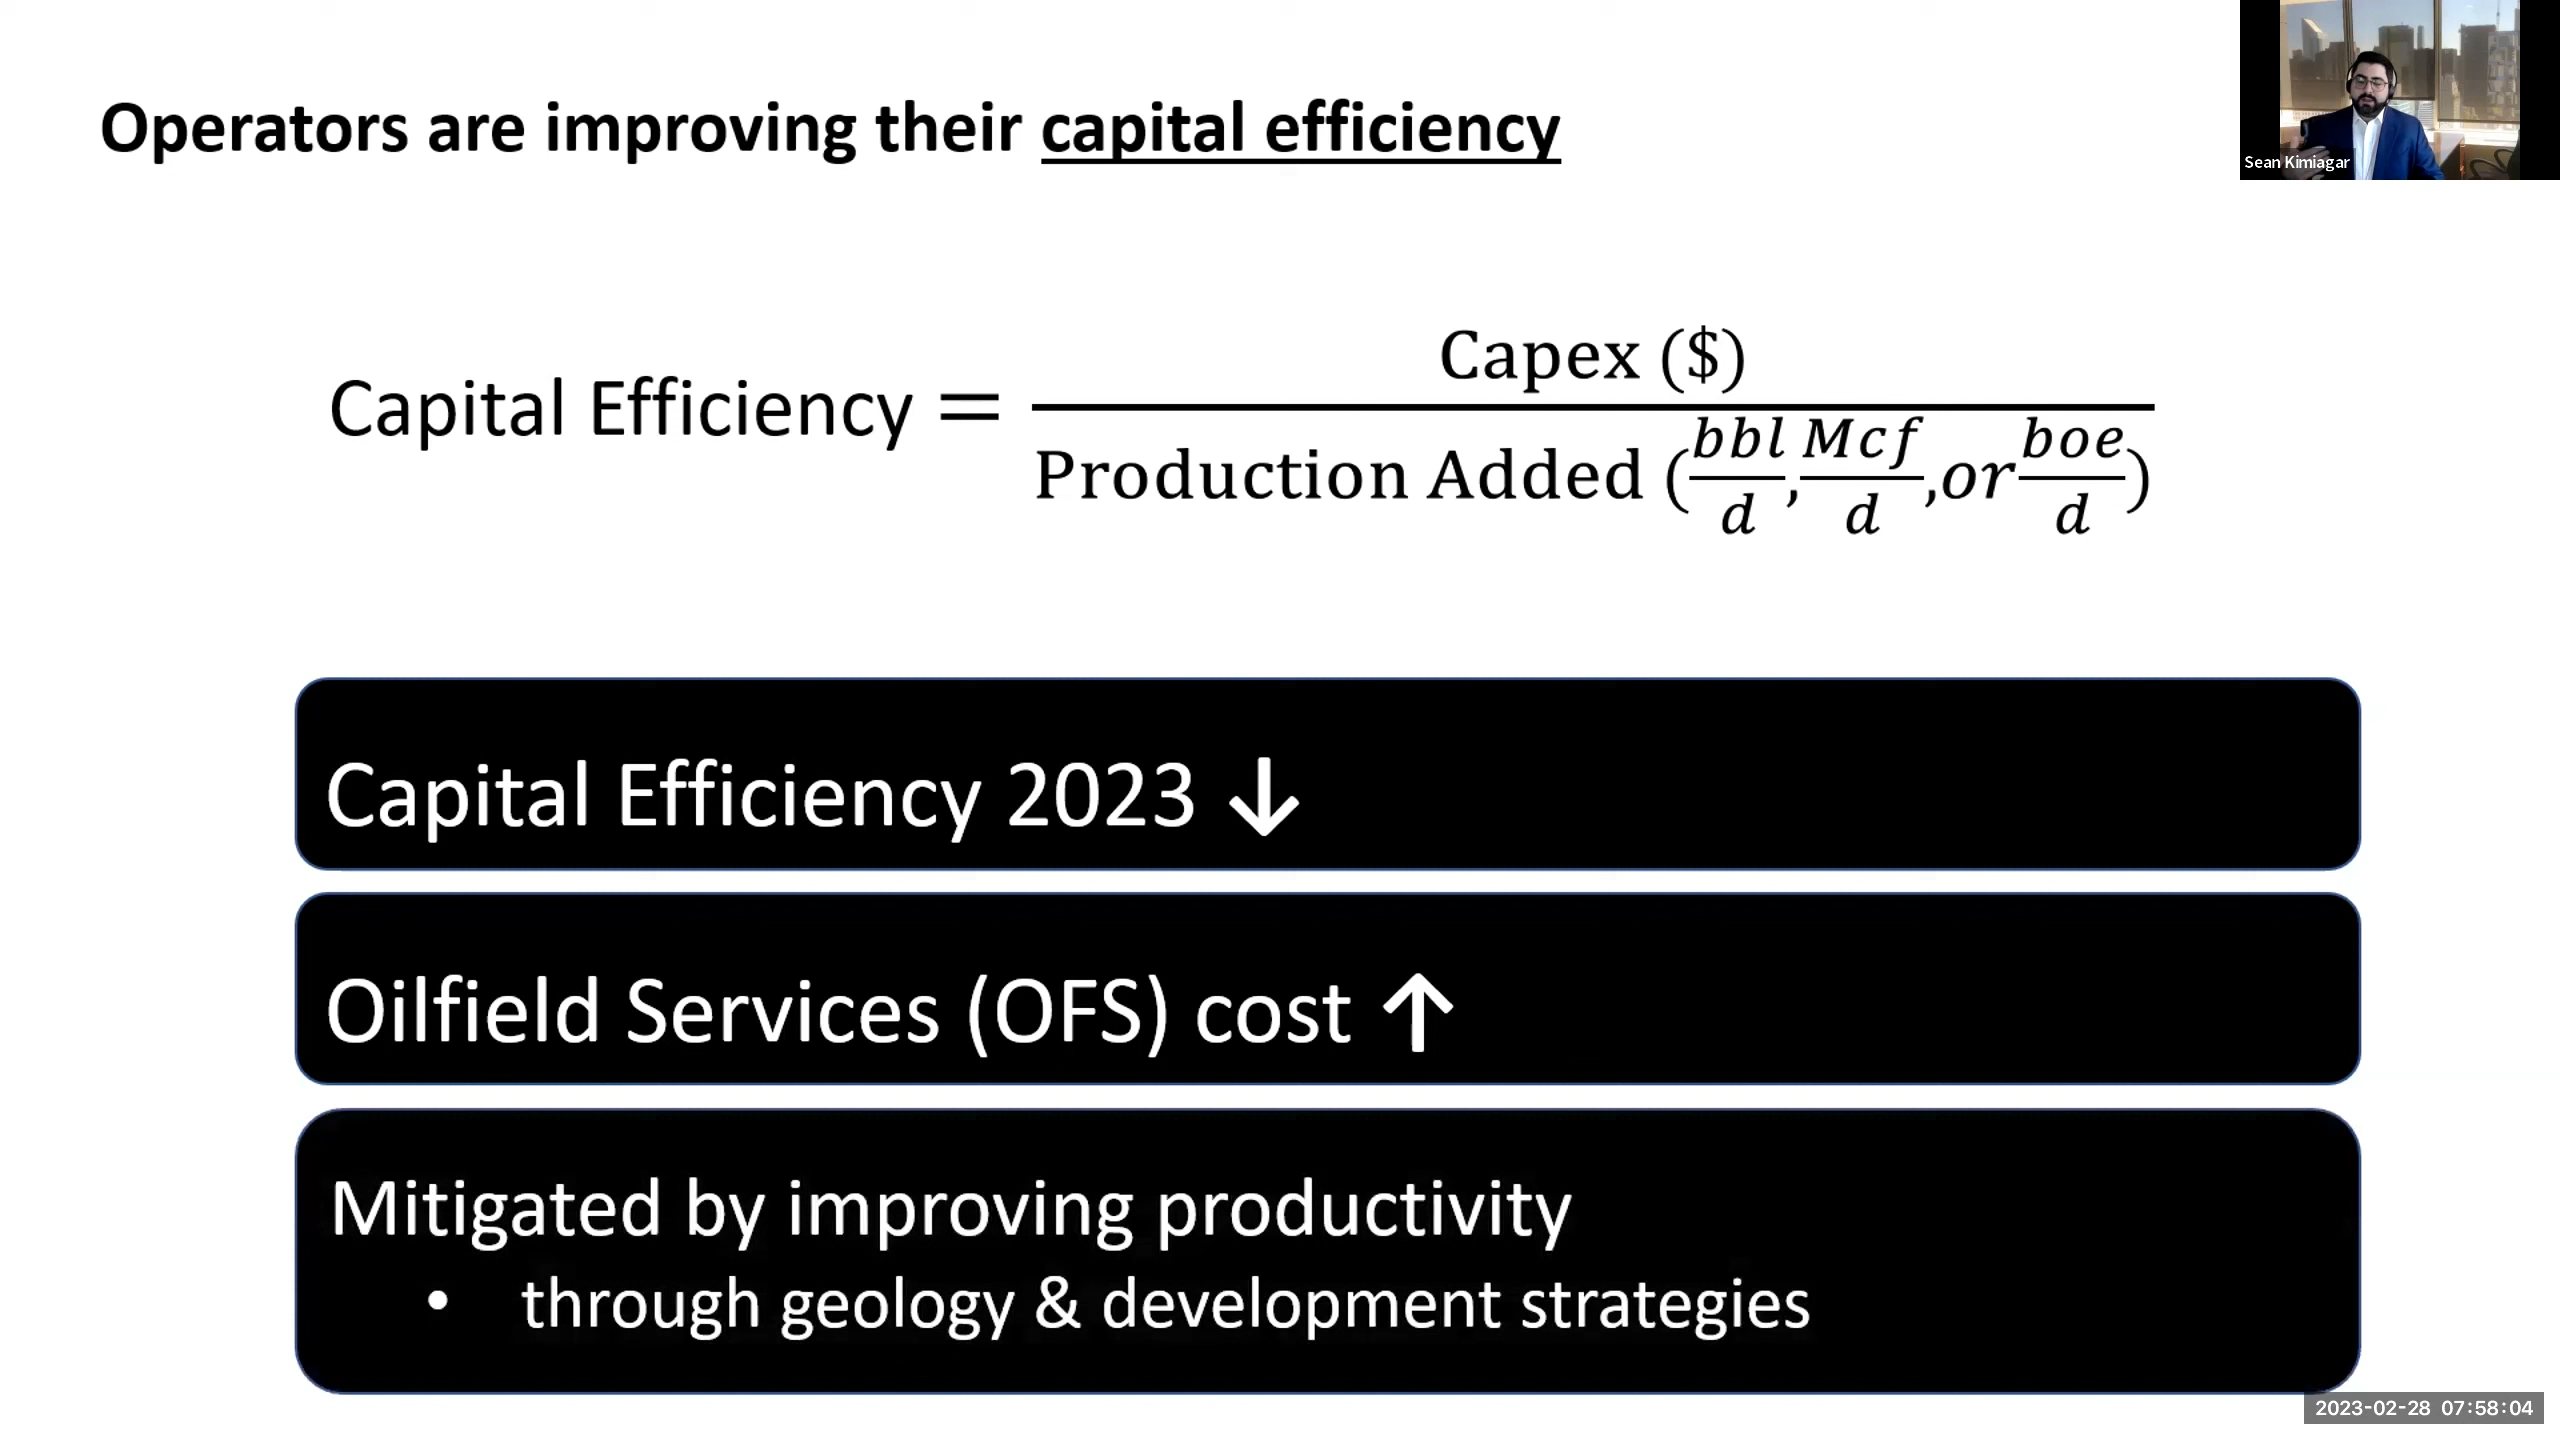 Operators are improving their capital efficiency
Sean Kimiagar
Capital Efficiency = Capex ($) / Production Added (bbl/d, Mcf/d, or boe/d)
Capital Efficiency 2023 ↓
Oilfield Services (OFS) cost ↑
Mitigated by improving productivity
• through geology & development strategies
2023-02-28 07:58:04